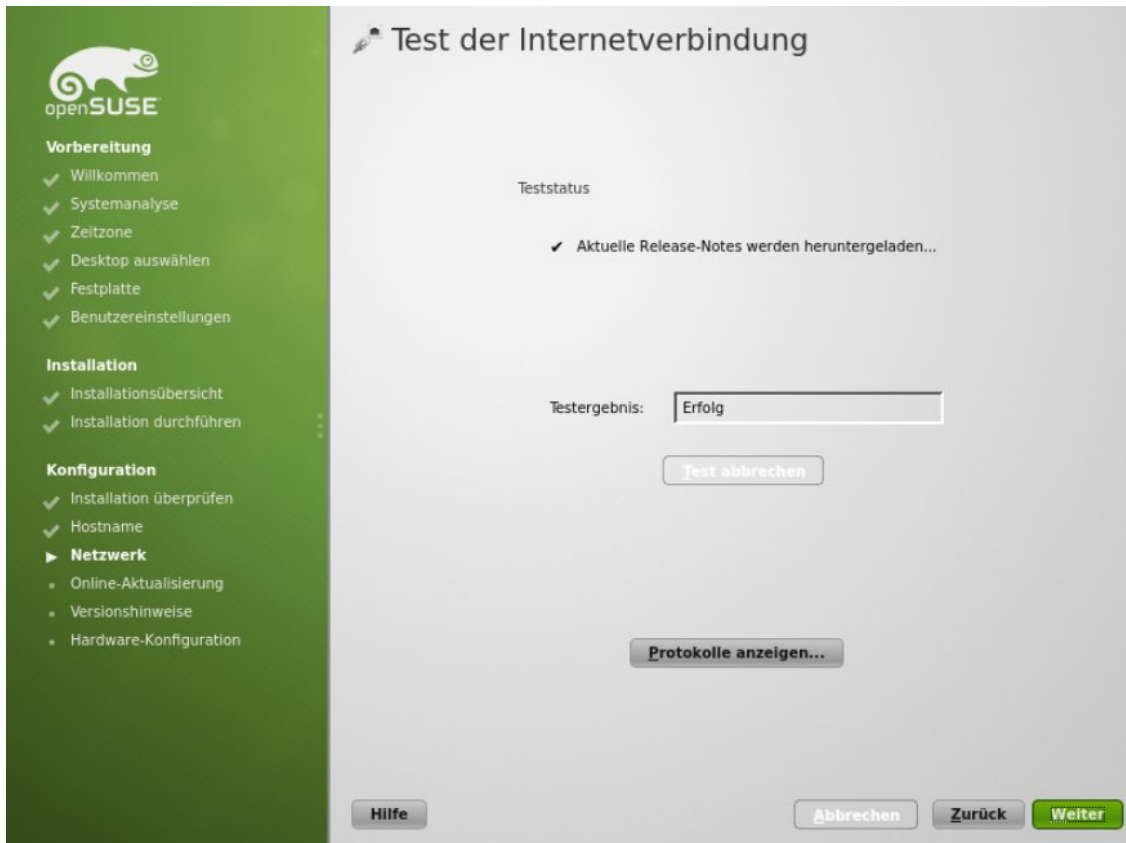 openSUSE
Vorbereitung
Willkommen
Systemanalyse
Zeitzone
Desktop auswählen
Festplatte
Benutzereinstellungen
Installation
Installationsübersicht
Installation durchführen
Konfiguration
Installation überprüfen
Hostname
Netzwerk
Online-Aktualisierung
Versionshinweise
Hardware-Konfiguration
Test der Internetverbindung
Teststatus
Aktuelle Release-Notes werden heruntergeladen...
Testergebnis: Erfolg
Test abbrechen
Protokolle anzeigen...
Hilfe Abbrechen Zurück Weiter